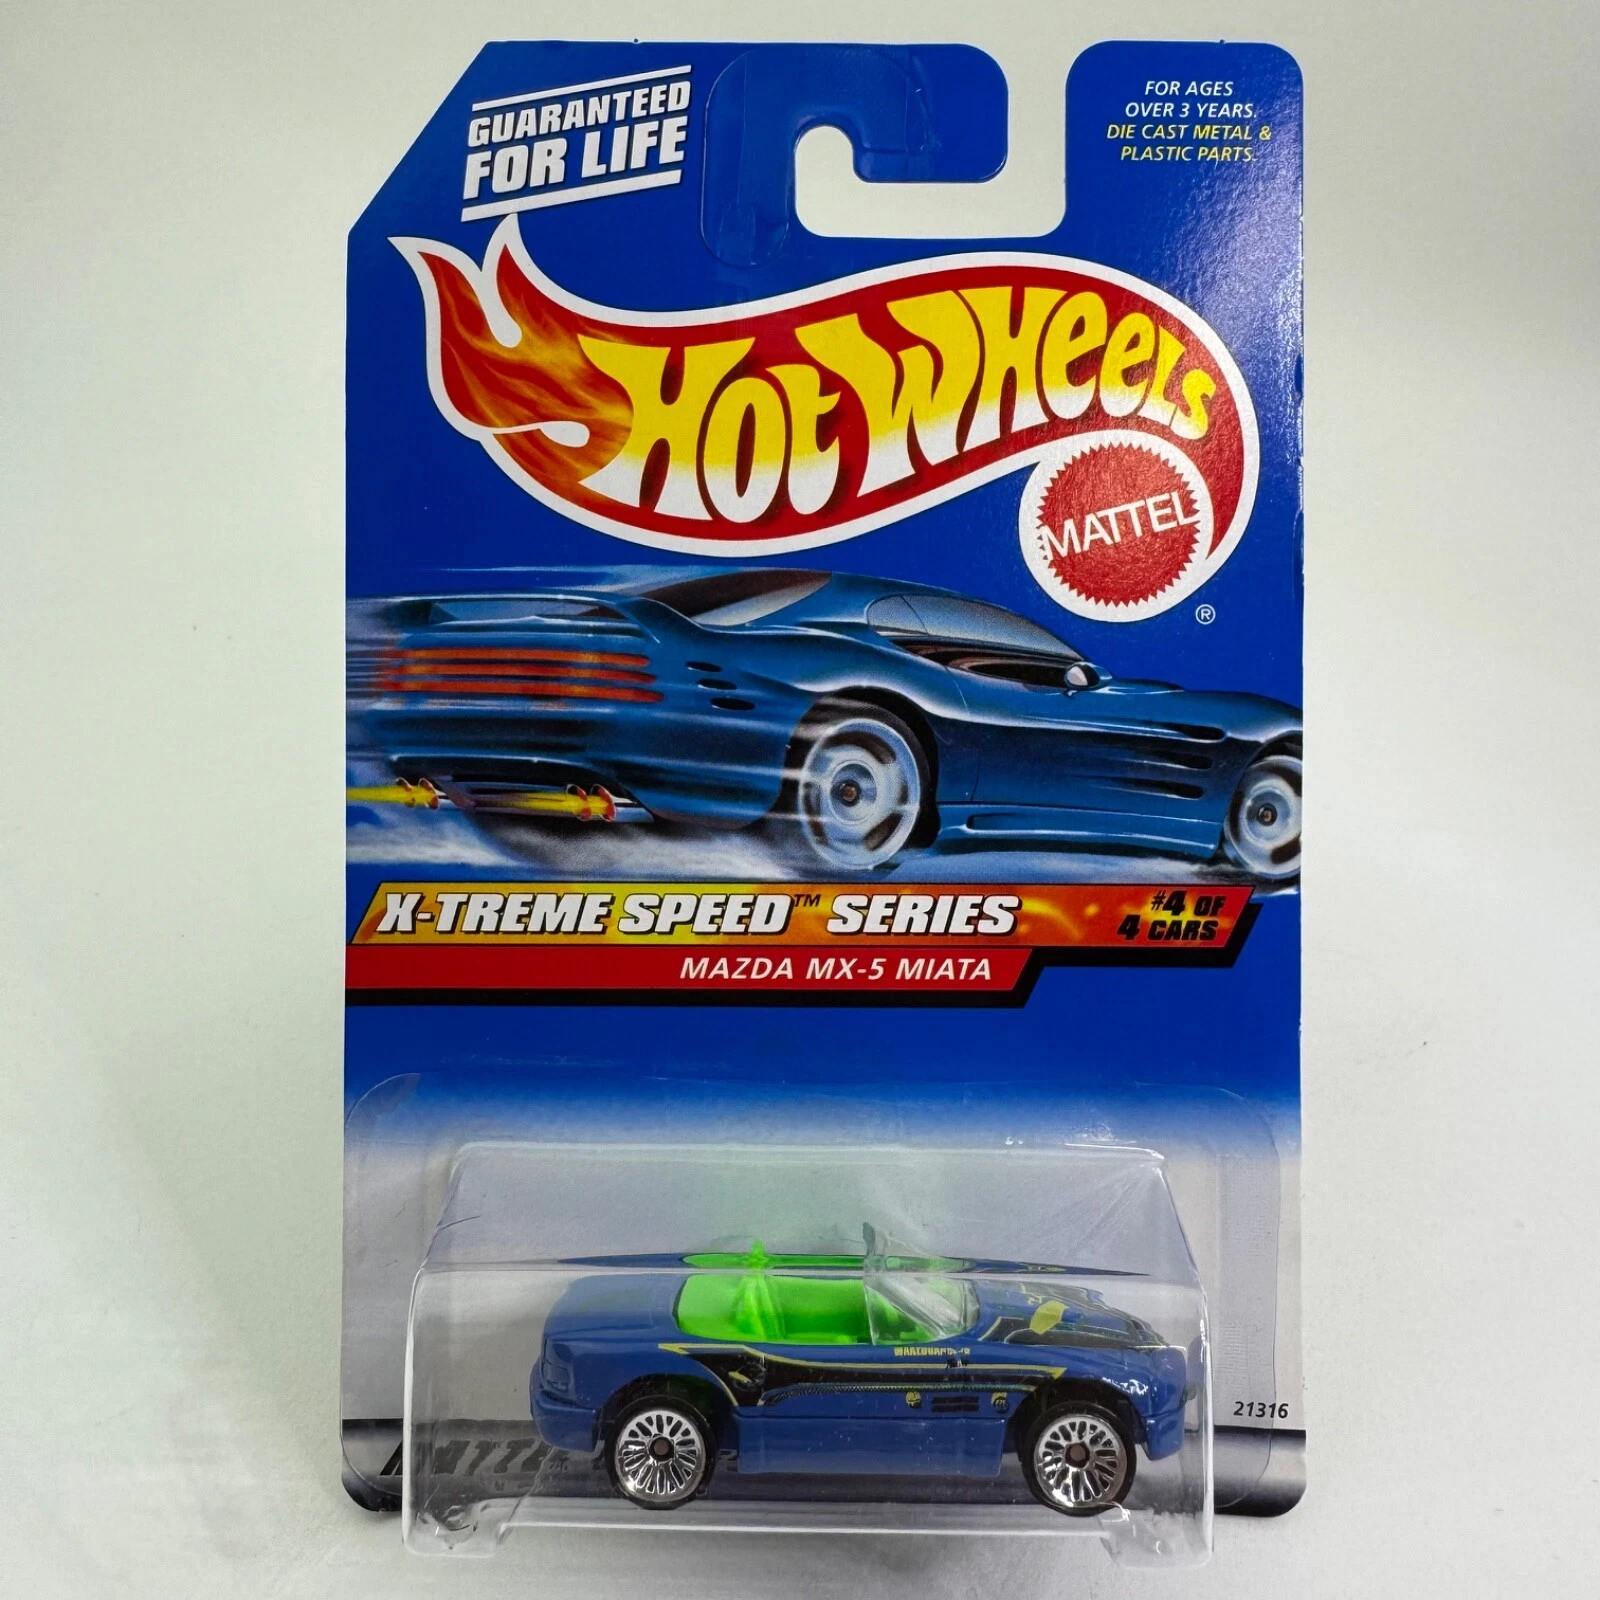 GUARANTEED
FOR LIFE
FOR AGES
OVER 3 YEARS.
DIE CAST METAL &
PLASTIC PARTS.
HOT WHEELS
MATTEL
®
X-TREME SPEED™ SERIES
#4 OF
4 CARS
MAZDA MX-5 MIATA
21316